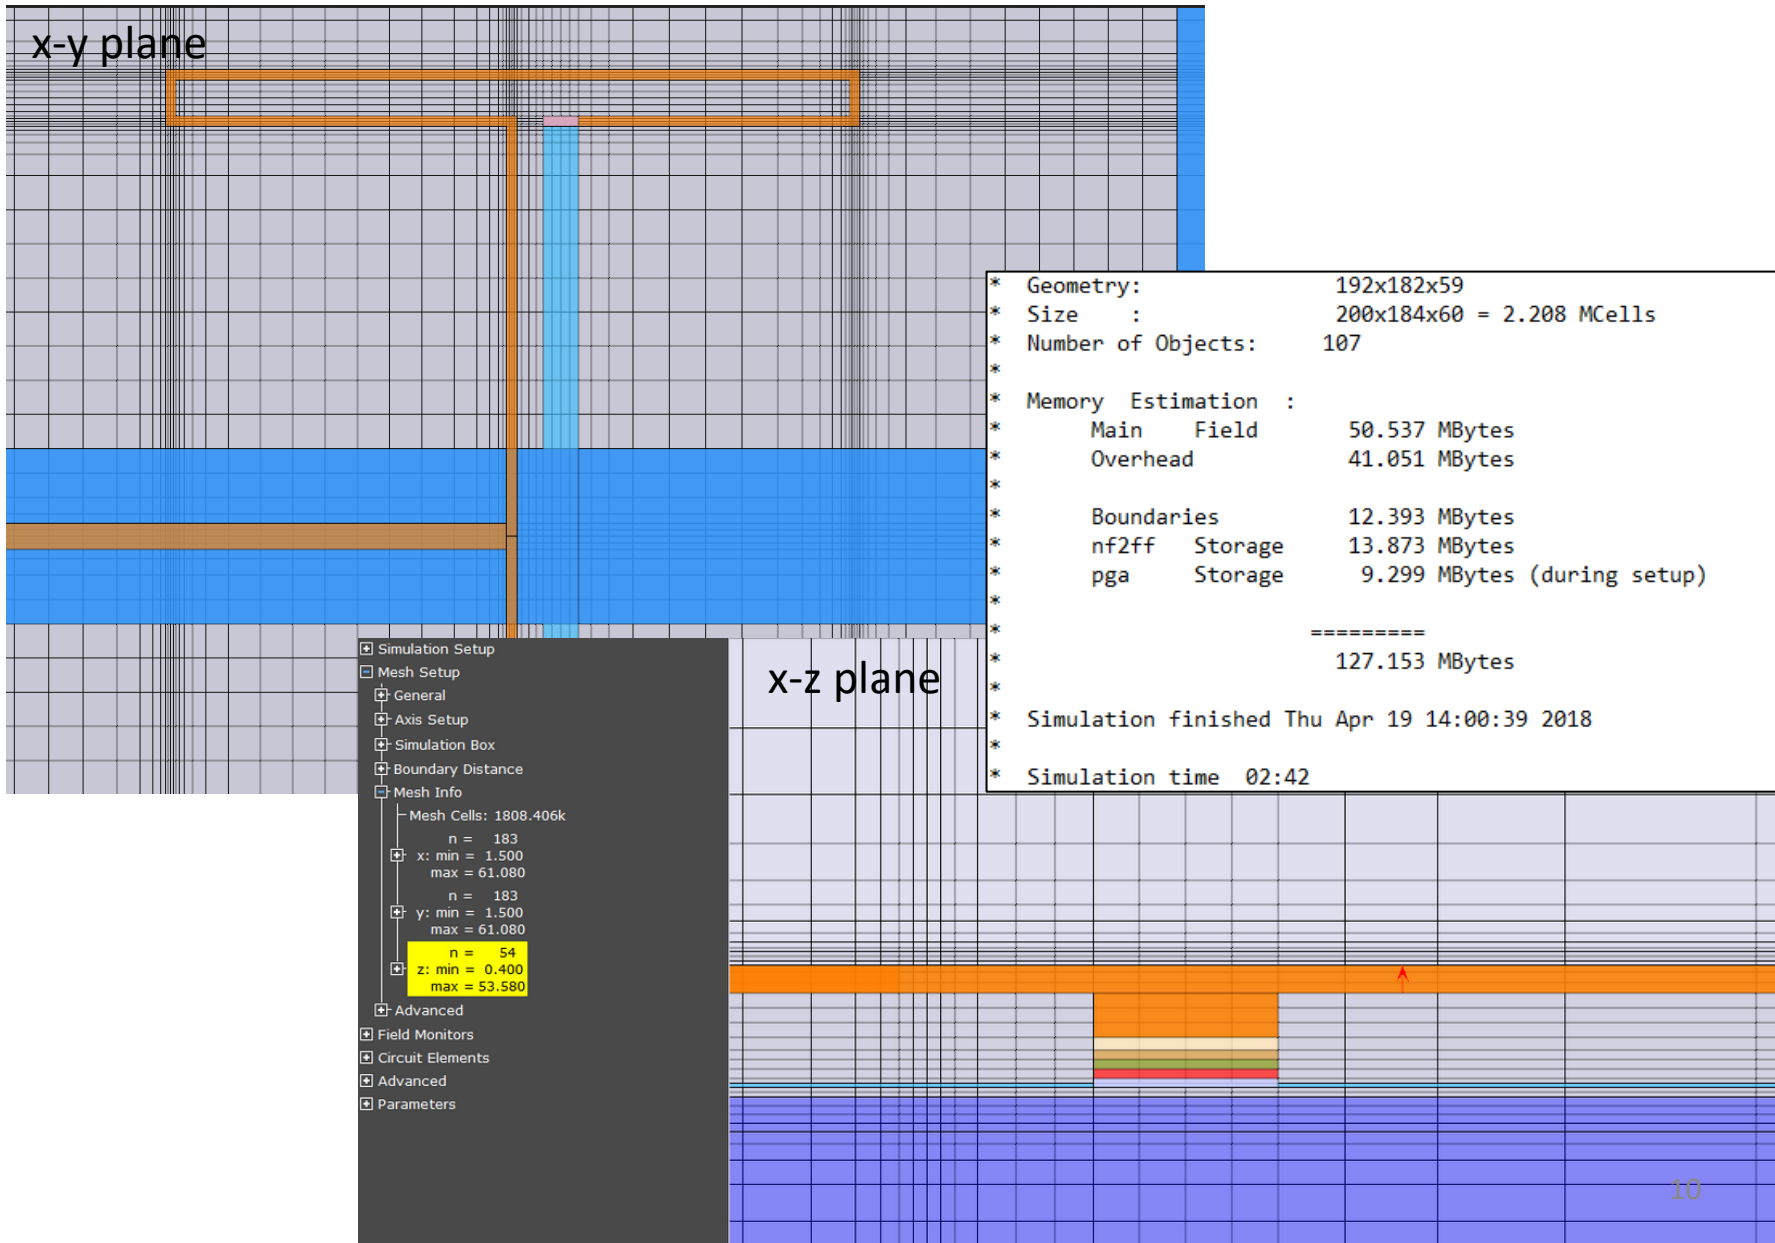 x-y plane
* Geometry: 192x182x59
* Size : 200x184x60 = 2.208 MCells
* Number of Objects: 107
*
* Memory Estimation :
* Main Field 50.537 MBytes
* Overhead 41.051 MBytes
*
* Boundaries 12.393 MBytes
* nf2ff Storage 13.873 MBytes
* pga Storage 9.299 MBytes (during setup)
*
* =========
* 127.153 MBytes
*
* Simulation finished Thu Apr 19 14:00:39 2018
*
* Simulation time 02:42
Simulation Setup
Mesh Setup
General
Axis Setup
Simulation Box
Boundary Distance
Mesh Info
Mesh Cells: 1808.406k
n = 183
x: min = 1.500
max = 61.080
n = 183
y: min = 1.500
max = 61.080
n = 54
z: min = 0.400
max = 53.580
Advanced
Field Monitors
Circuit Elements
Advanced
Parameters
x-z plane
10